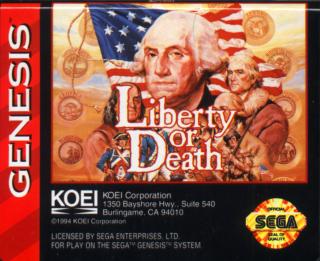 GENESIS
Liberty
or
Death
KOEI
KOEI Corporation
1350 Bayshore Hwy., Suite 540
Burlingame, CA 94010
©1994 KOEI Corporation
OFFICIAL
SEGA
SEAL OF
QUALITY
LICENSED BY SEGA ENTERPRISES, LTD.
FOR PLAY ON THE SEGA™ GENESIS™ SYSTEM.